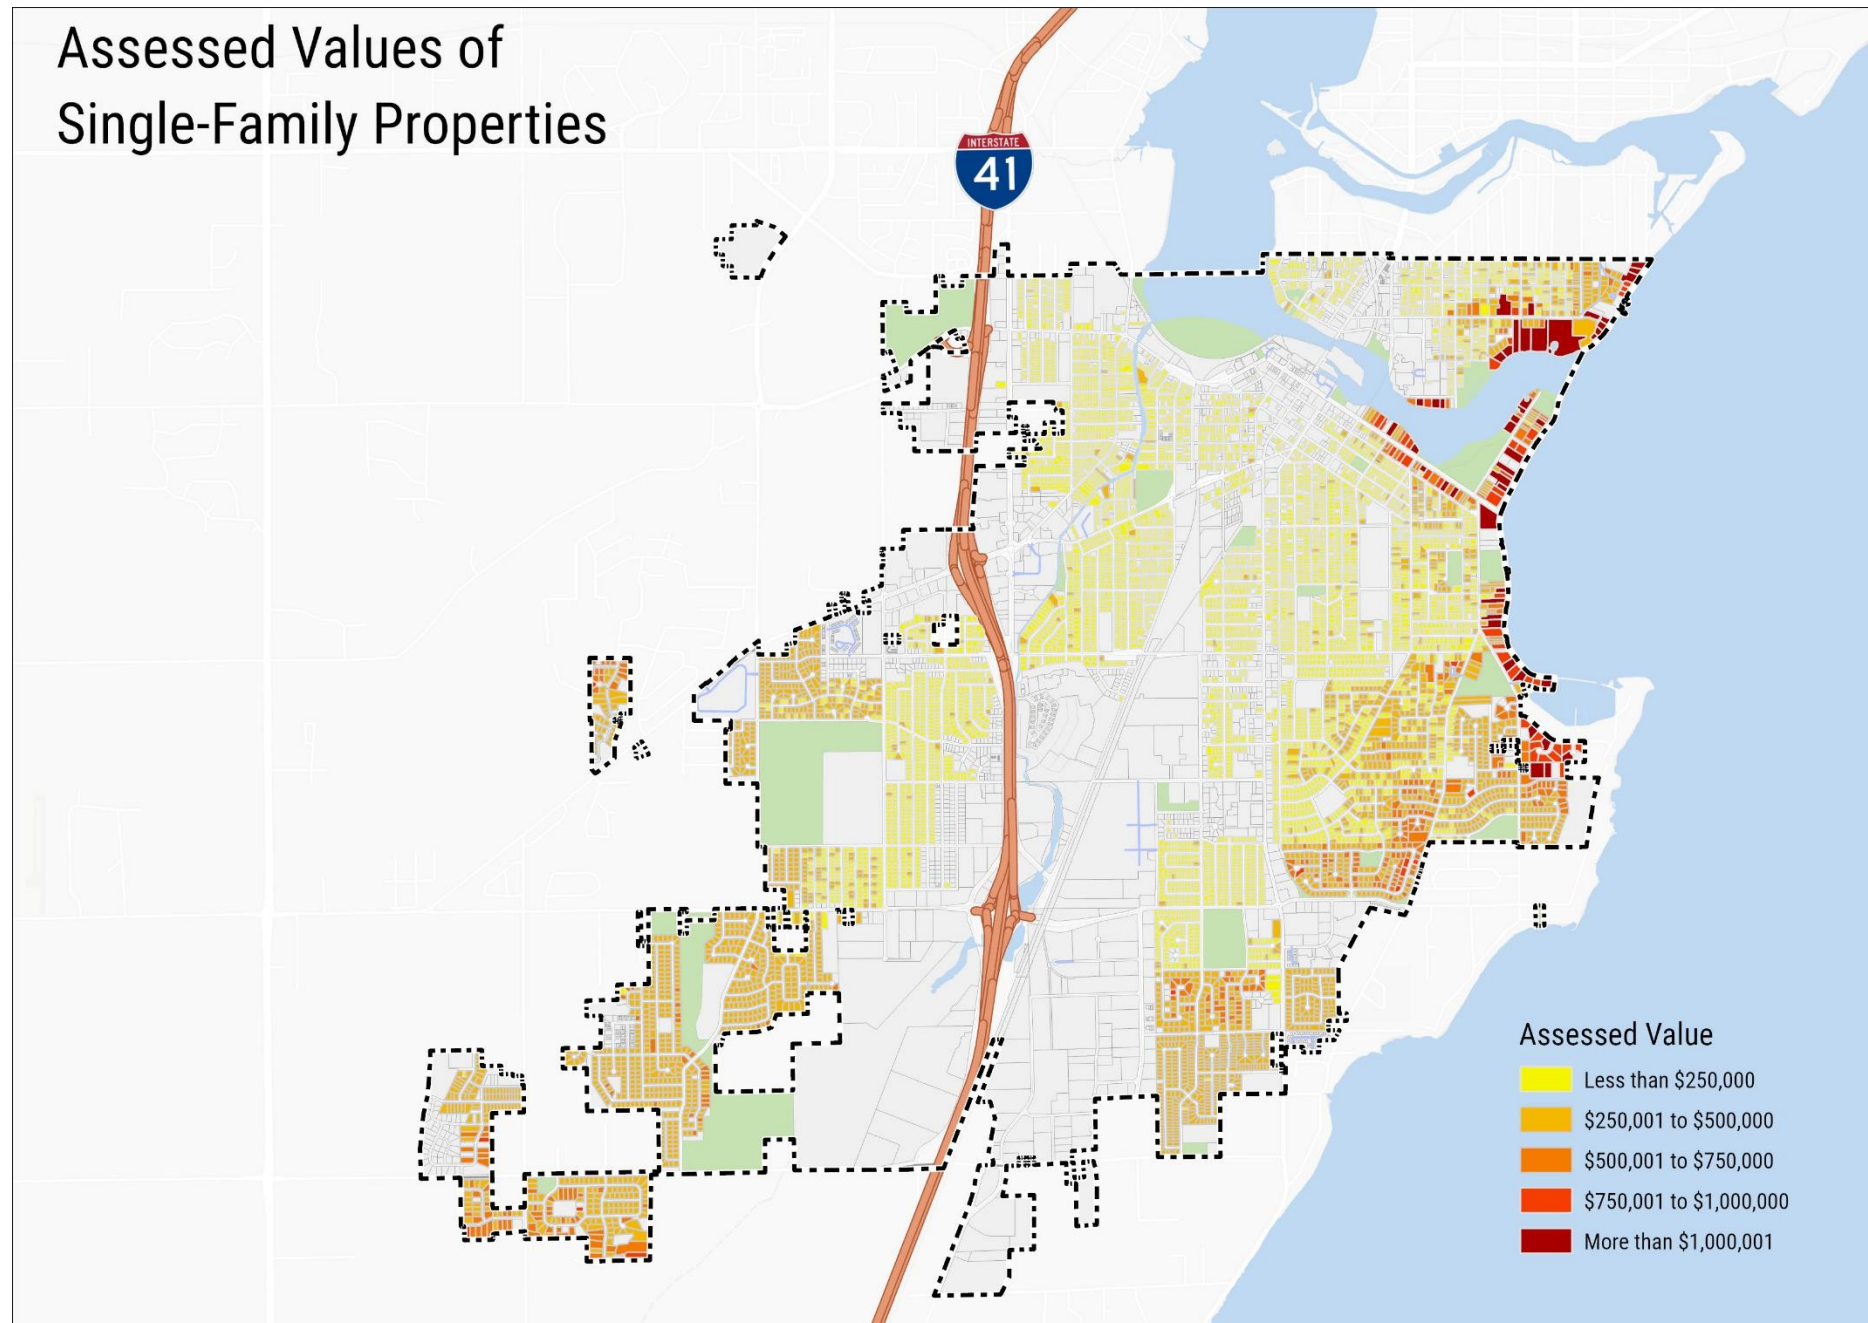 Assessed Values of
Single-Family Properties
INTERSTATE
41
Assessed Value
Less than $250,000
$250,001 to $500,000
$500,001 to $750,000
$750,001 to $1,000,000
More than $1,000,001